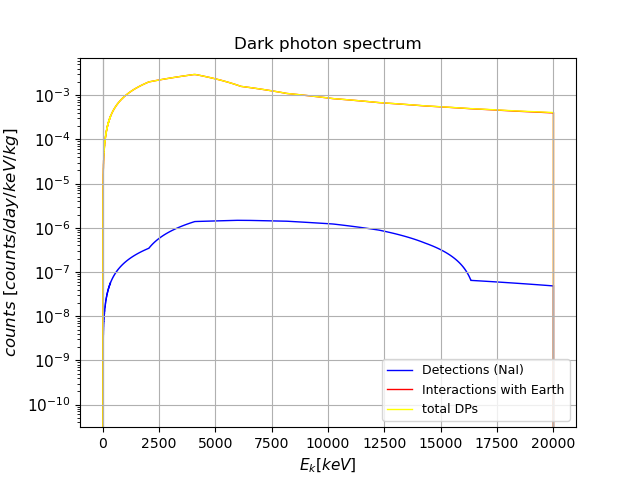 Dark photon spectrum
counts [counts/day/keV/kg]
10⁻³
10⁻⁴
10⁻⁵
10⁻⁶
10⁻⁷
10⁻⁸
10⁻⁹
10⁻¹⁰
Detections (NaI)
Interactions with Earth
total DPs
0 2500 5000 7500 10000 12500 15000 17500 20000
Eₖ[keV]